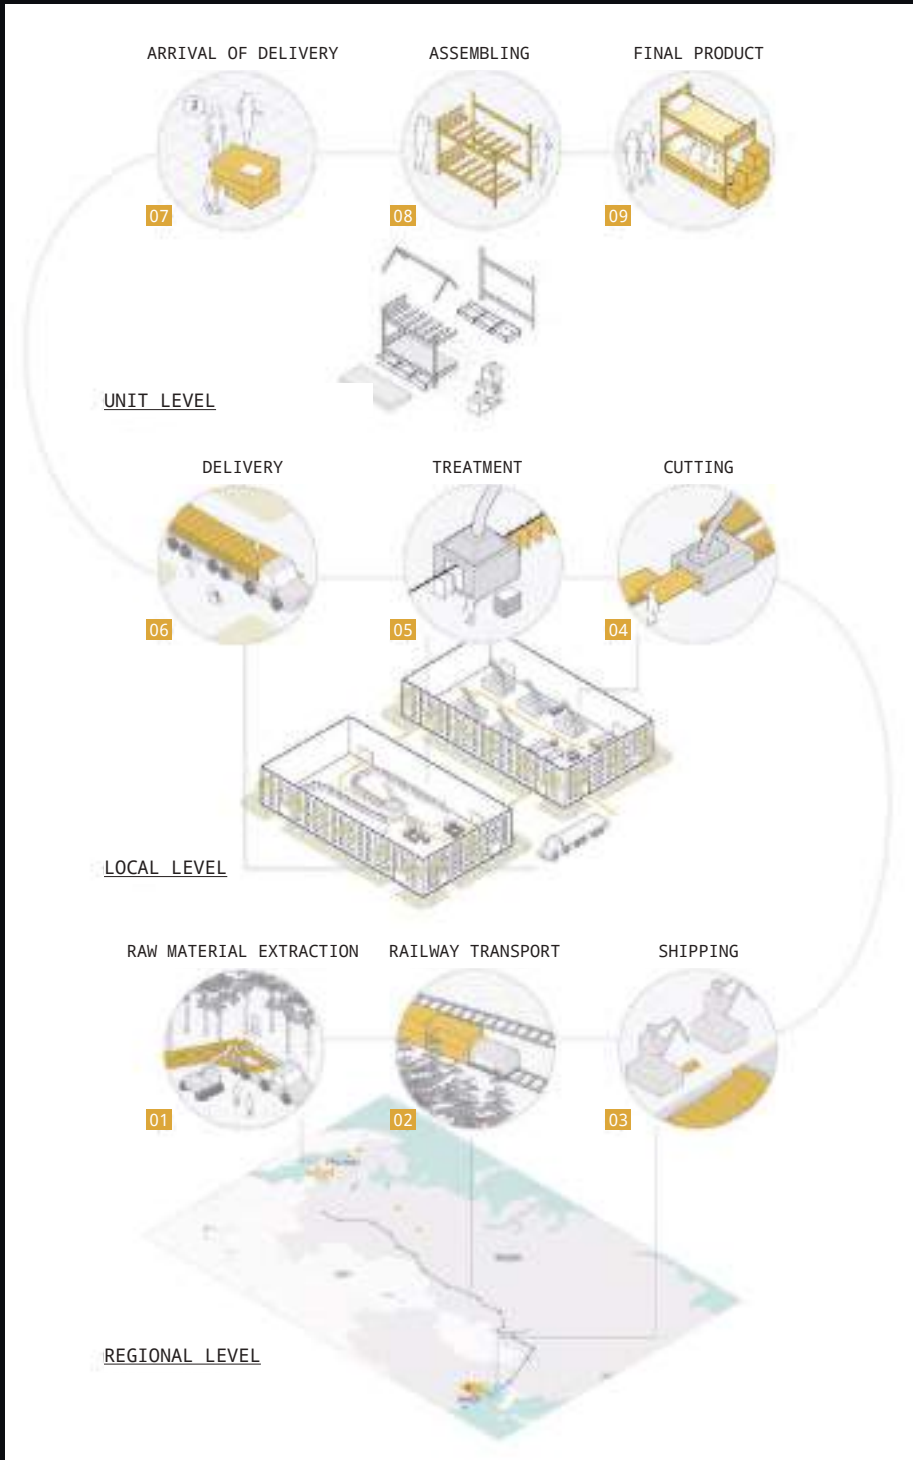 ARRIVAL OF DELIVERY
ASSEMBLING
FINAL PRODUCT
07
08
09
UNIT LEVEL
DELIVERY
TREATMENT
CUTTING
06
05
04
LOCAL LEVEL
RAW MATERIAL EXTRACTION
RAILWAY TRANSPORT
SHIPPING
01
02
03
REGIONAL LEVEL